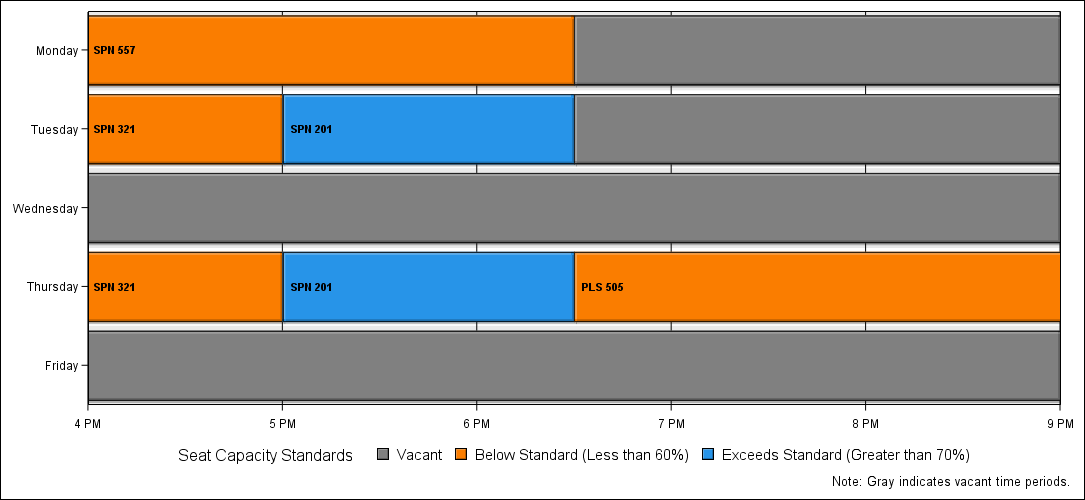 Monday
SPN 557
Tuesday
SPN 321
SPN 201
Wednesday
Thursday
SPN 321
SPN 201
PLS 505
Friday
4 PM 5 PM 6 PM 7 PM 8 PM 9 PM
Seat Capacity Standards Vacant Below Standard (Less than 60%) Exceeds Standard (Greater than 70%)
Note: Gray indicates vacant time periods.